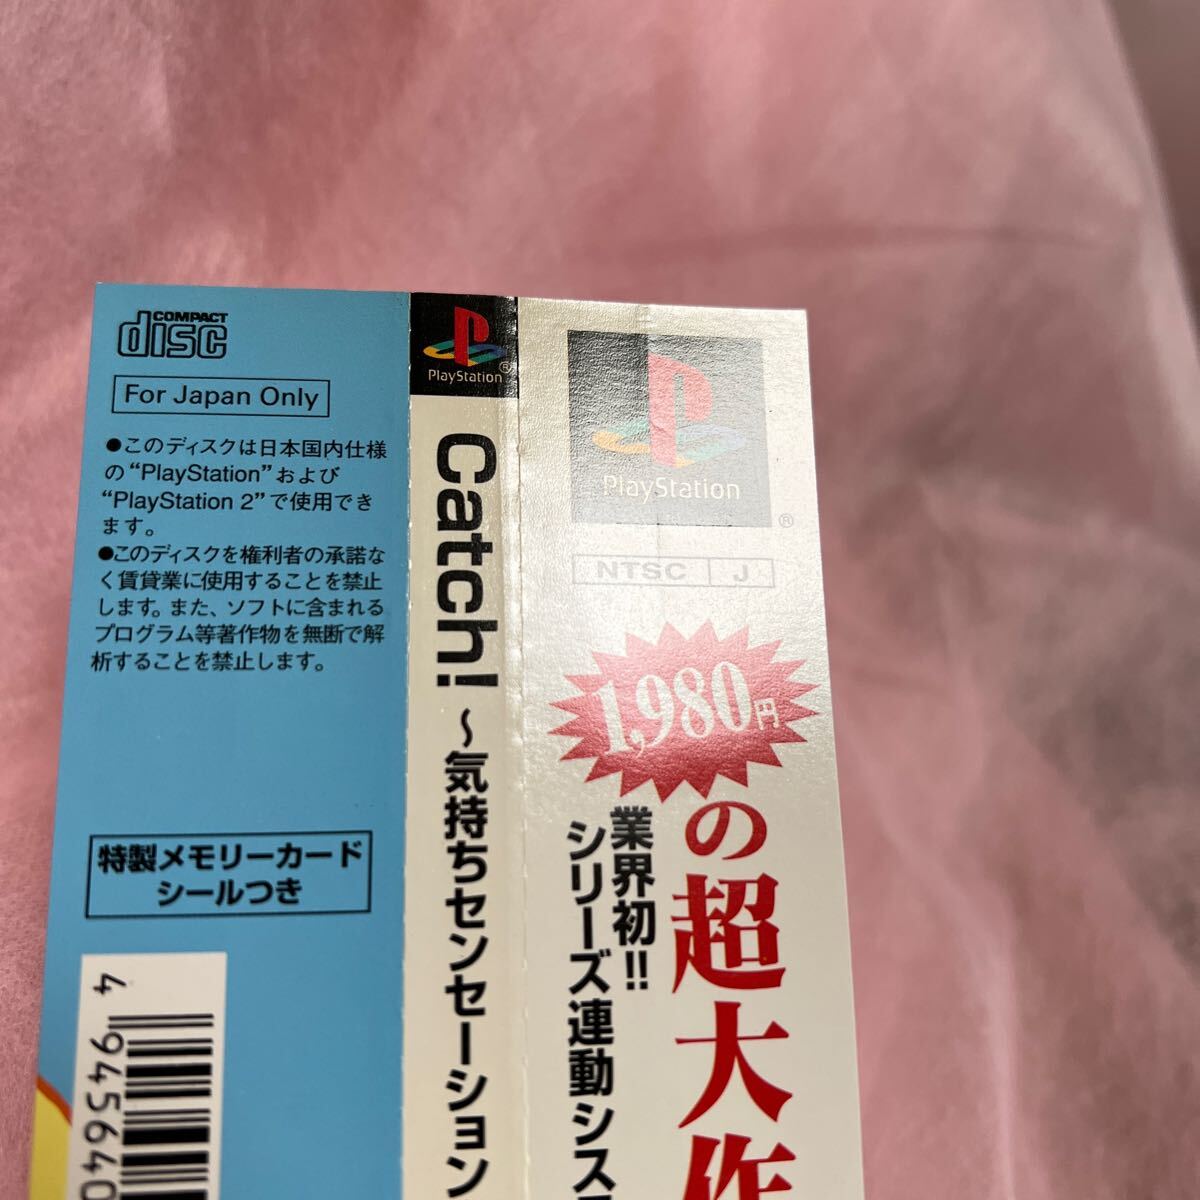 COMPACT
disc
For Japan Only
●このディスクは日本国内仕様
の“PlayStation”および
“PlayStation 2”で使用でき
ます。
●このディスクを権利者の承諾な
く賃貸業に使用することを禁止
します。また、ソフトに含まれる
プログラム等著作物を無断で解
析することを禁止します。
特製メモリーカード
シールつき
4 945640
PlayStation®
Catch! ～気持ちセンセーション
PlayStation
®
NTSC J
1,980円
の超大作
業界初!!
シリーズ連動シス